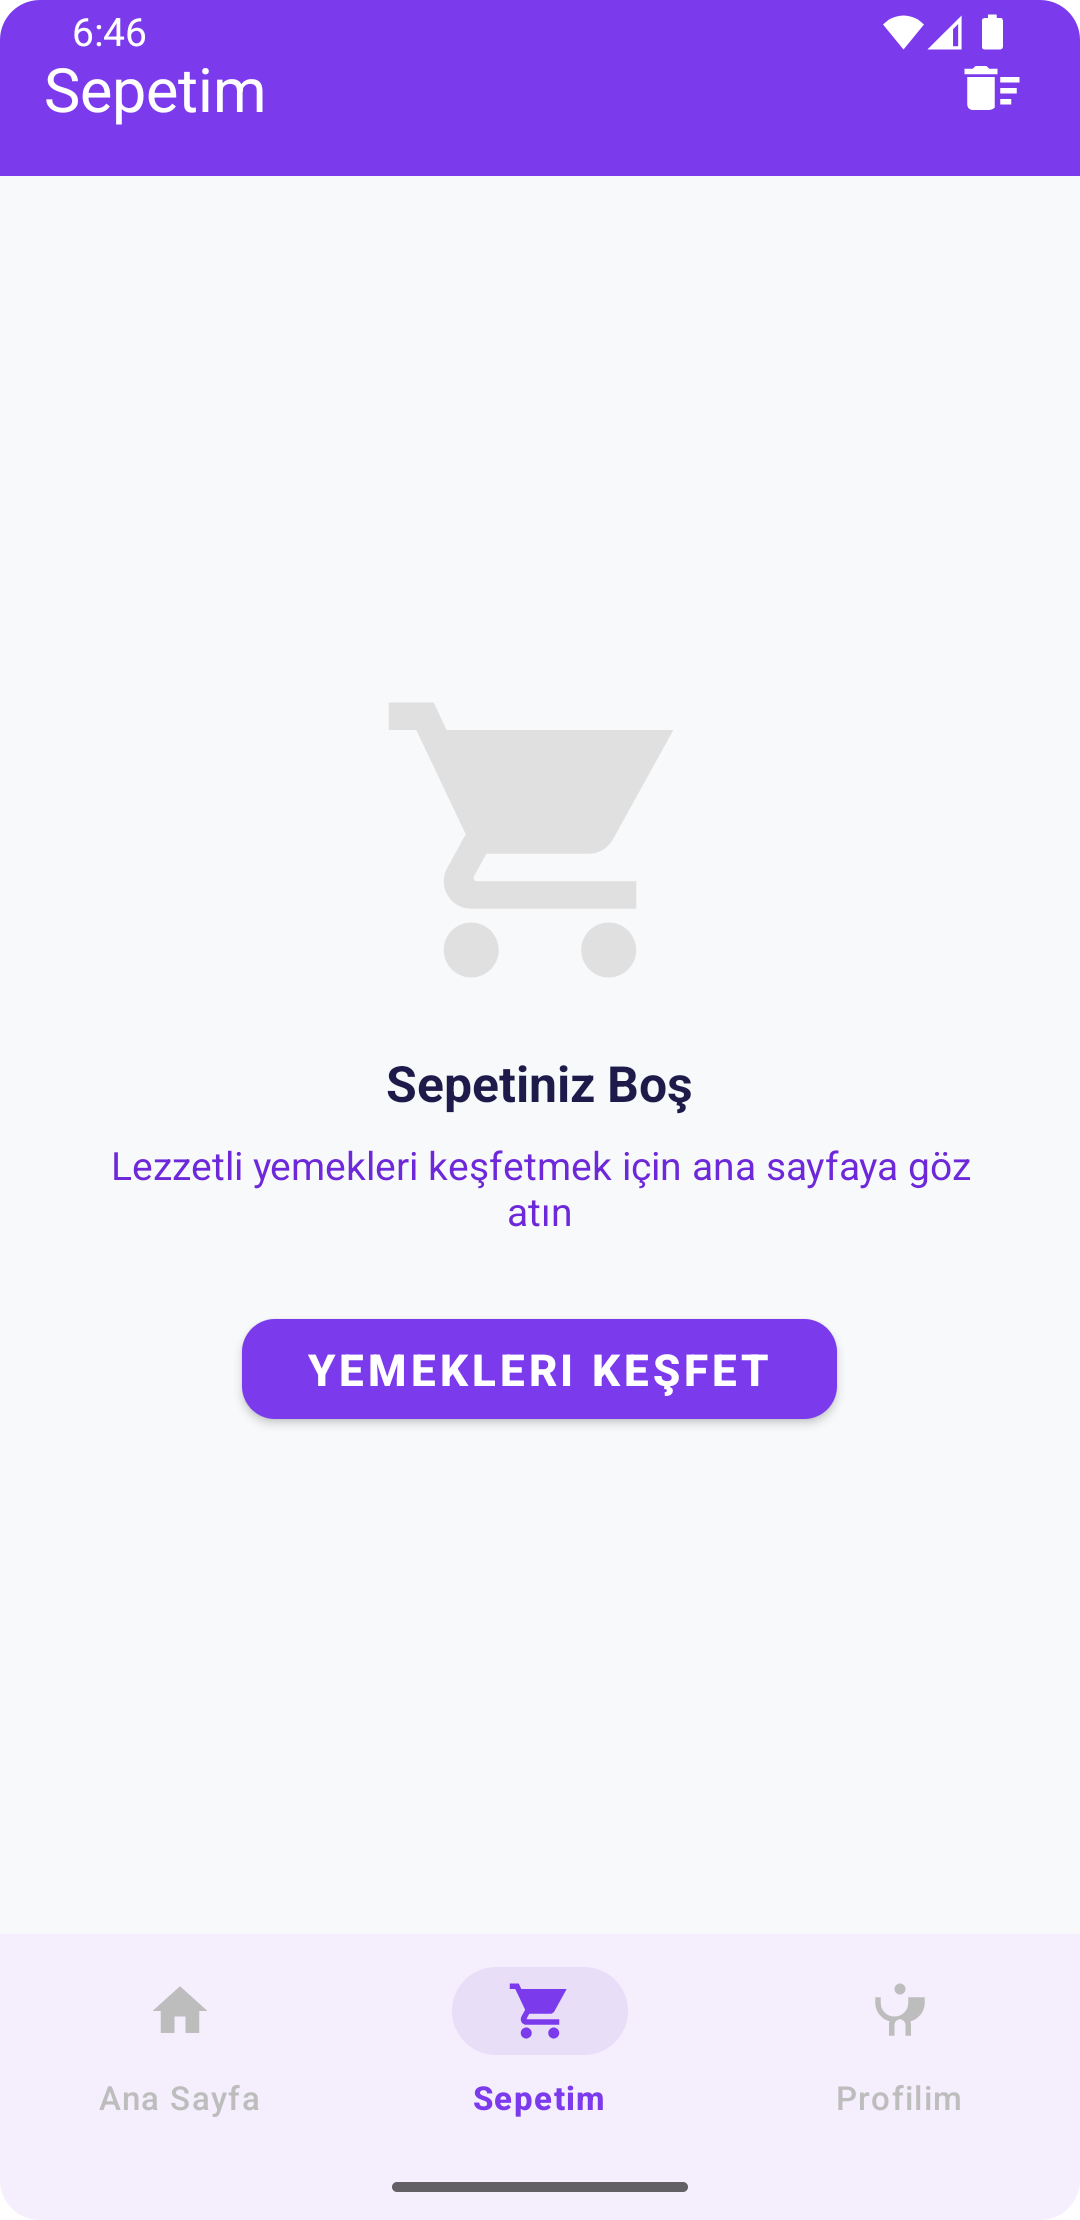 6:46
Sepetim
Sepetiniz Boş
Lezzetli yemekleri keşfetmek için ana sayfaya göz
atın
YEMEKLERI KEŞFET
Ana Sayfa
Sepetim
Profilim